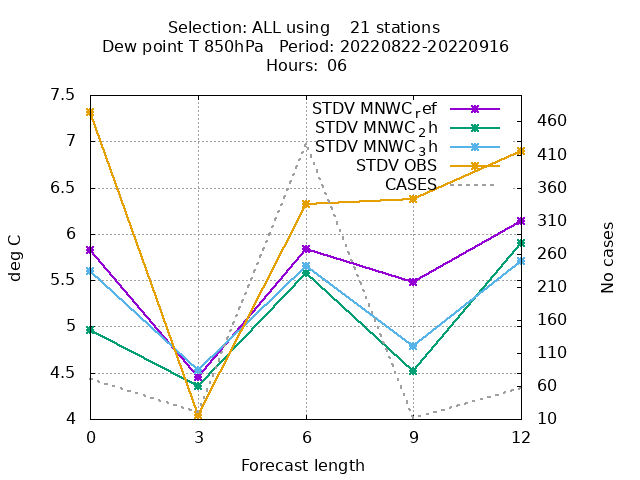 Selection: ALL using    21 stations
Dew point T 850hPa   Period: 20220822-20220916
Hours: 06
STDV MNWC_ref
STDV MNWC_2h
STDV MNWC_3h
STDV OBS
CASES
7.5
7
6.5
6
5.5
5
4.5
4
deg C
460
410
360
310
260
210
160
110
60
10
No cases
0 3 6 9 12
Forecast length